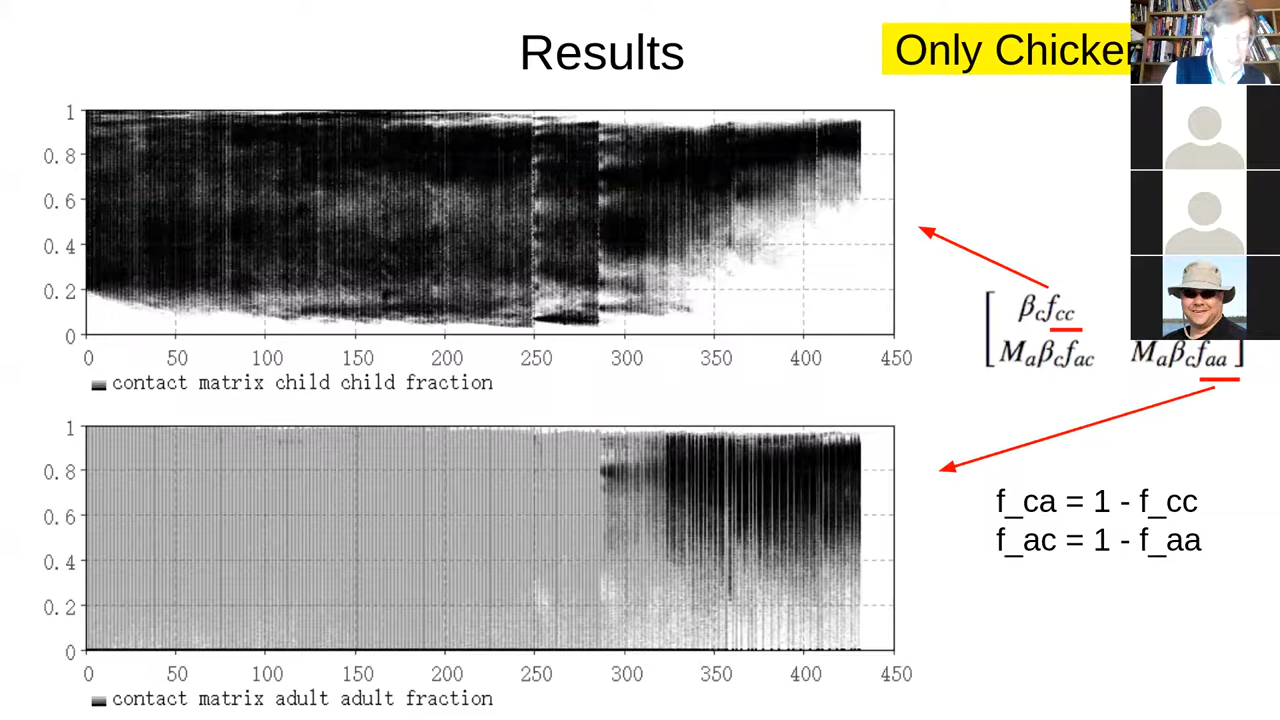 Results
Only Chicken
1
0.8
0.6
0.4
0.2
0
0 50 100 150 200 250 300 350 400 450
contact matrix child child fraction
β_c f_cc
M_a β_c f_ac M_a β_c f_aa
1
0.8
0.6
0.4
0.2
0
0 50 100 150 200 250 300 350 400 450
contact matrix adult adult fraction
f_ca = 1 - f_cc
f_ac = 1 - f_aa